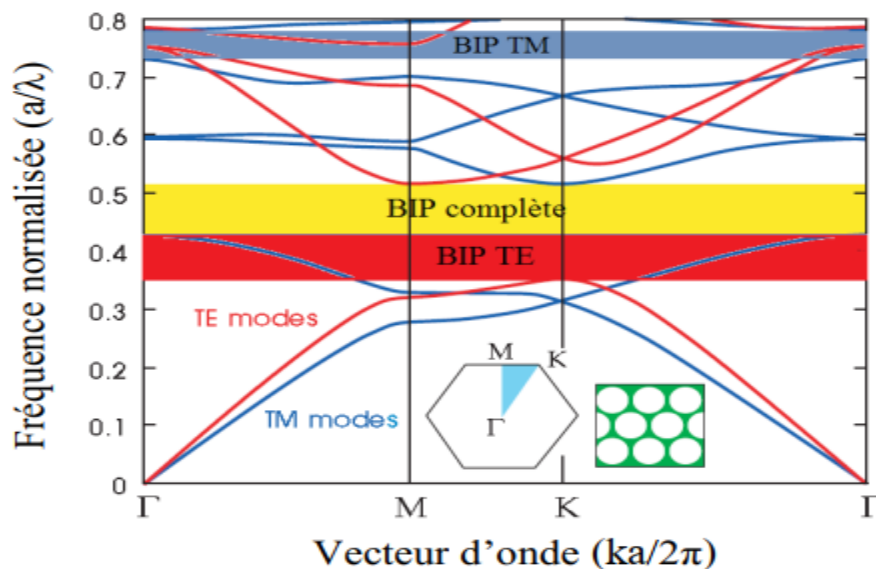 Fréquence normalisée (a/λ)
0.8
0.7
0.6
0.5
0.4
0.3
0.2
0.1
0
BIP TM
BIP complète
BIP TE
TE modes
TM modes
M
K
Γ
Γ
M
K
Γ
Vecteur d’onde (ka/2π)